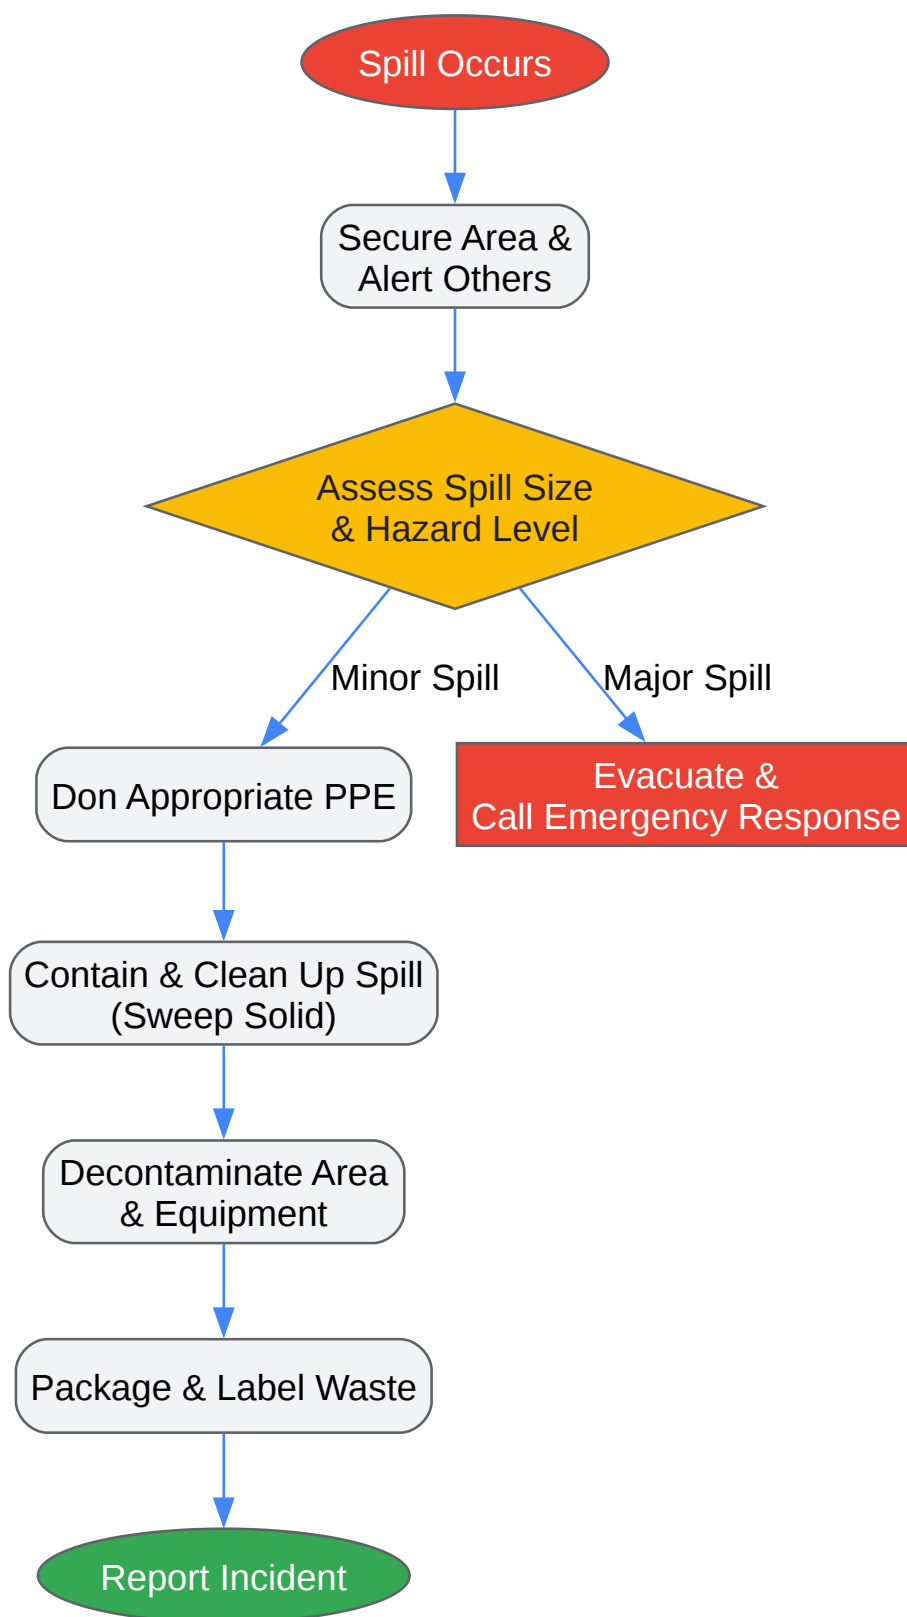 Spill Occurs
Secure Area &
Alert Others
Assess Spill Size
& Hazard Level
Minor Spill
Major Spill
Don Appropriate PPE
Evacuate &
Call Emergency Response
Contain & Clean Up Spill
(Sweep Solid)
Decontaminate Area
& Equipment
Package & Label Waste
Report Incident